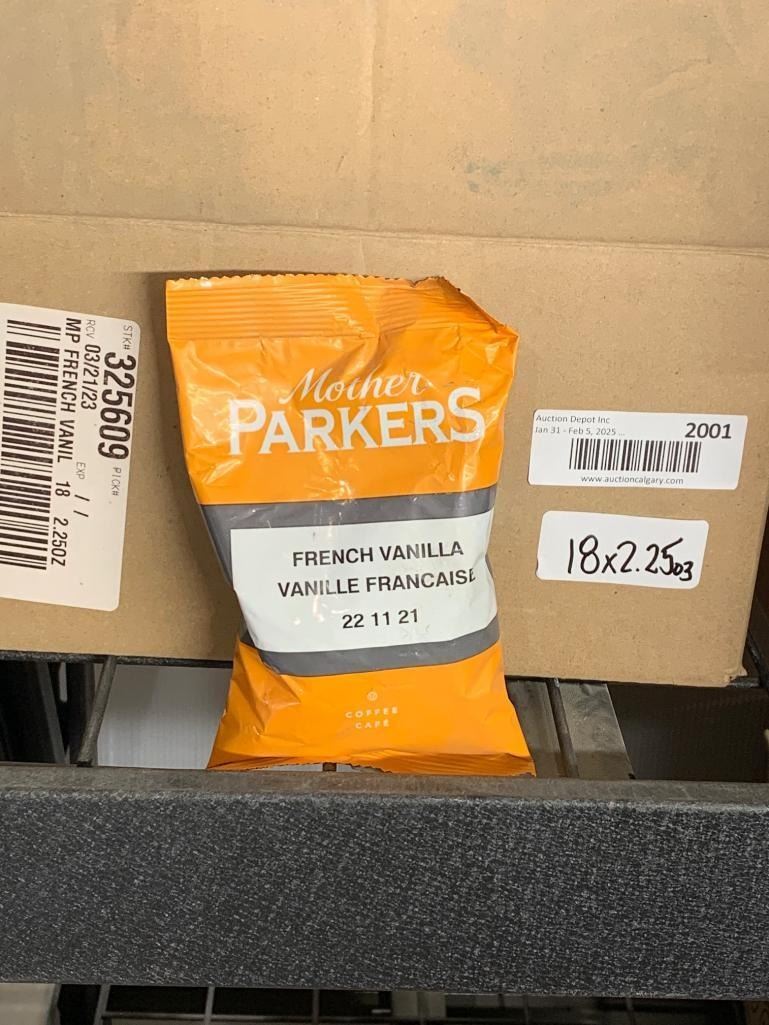 STK# 325609 PICK#
RCV 03/21/23 EXP / /
MP FRENCH VANIL 18 2.25OZ
Mother
PARKERS
FRENCH VANILLA
VANILLE FRANCAISE
22 11 21
COFFEE
CAFÉ
Auction Depot Inc
Jan 31 - Feb 5, 2025 ...
2001
www.auctioncalgary.com
18x2.25oz